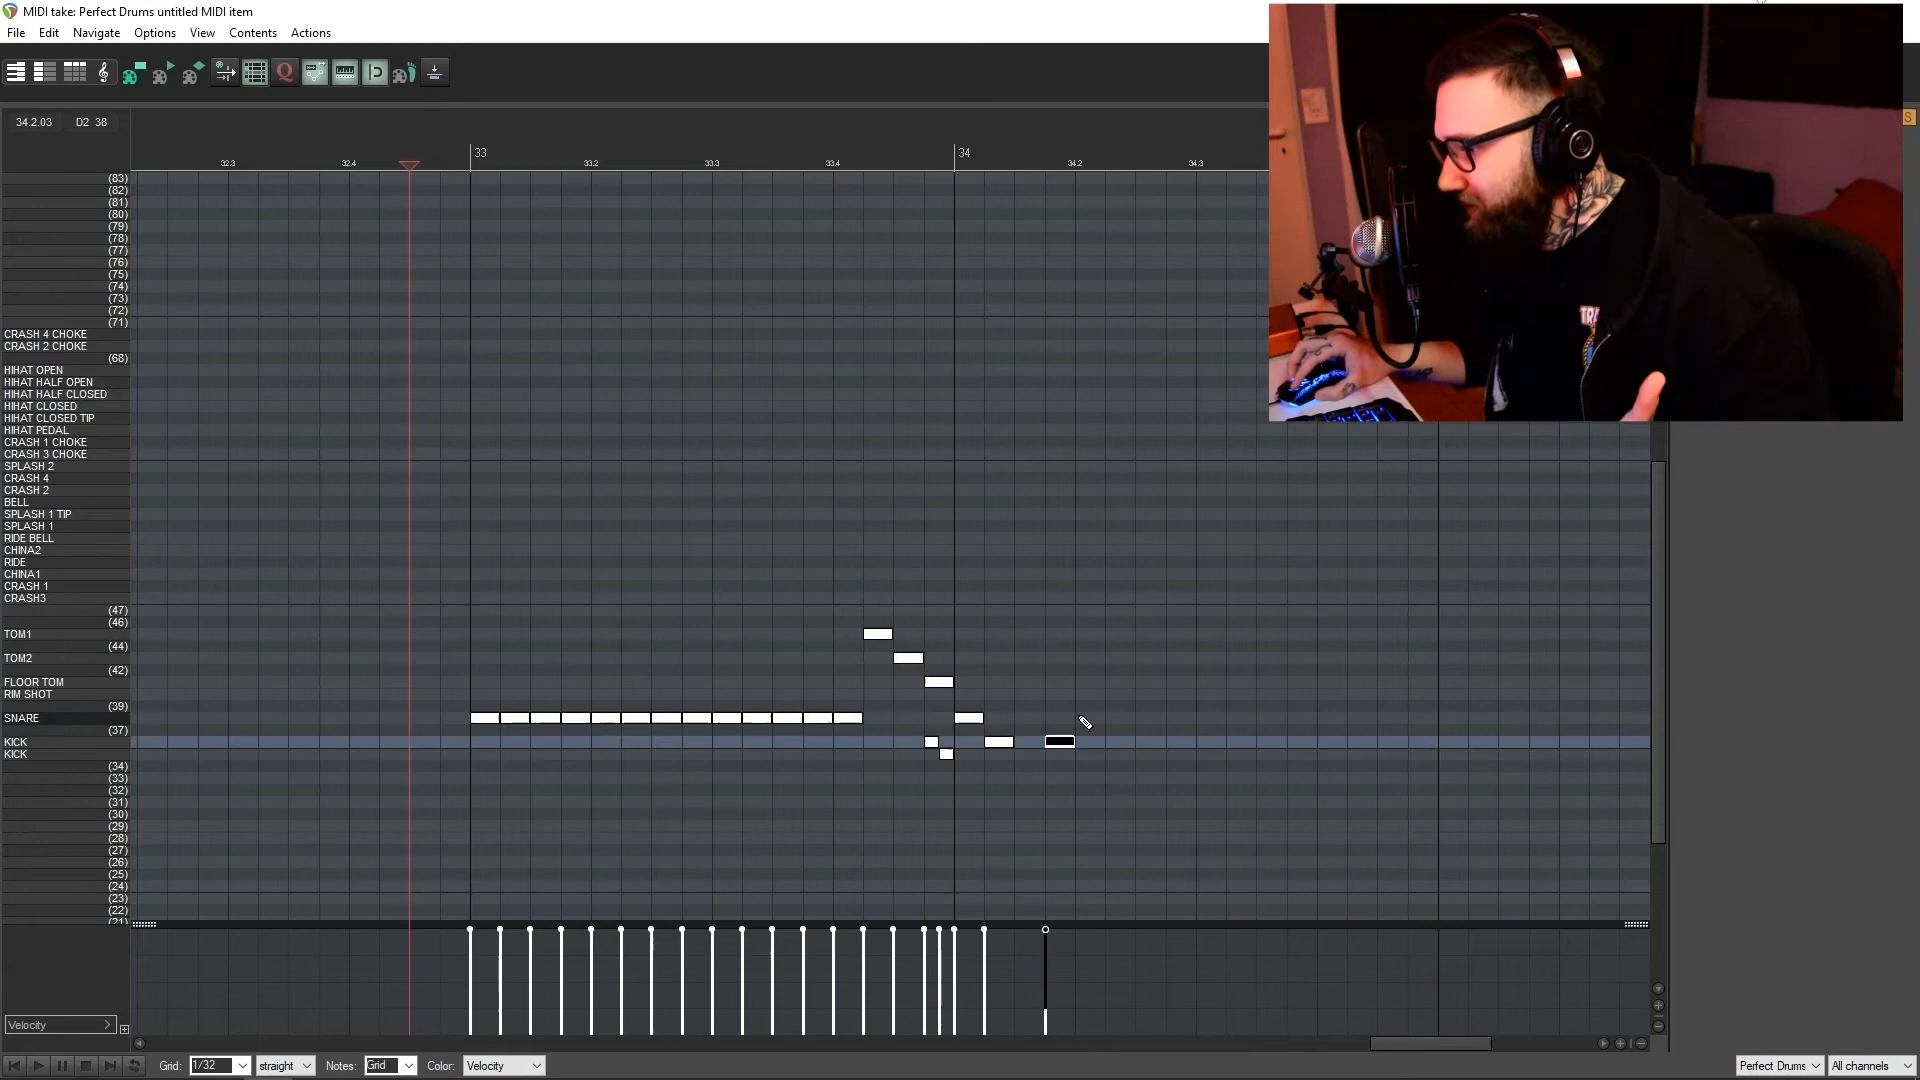 MIDI take: Perfect Drums untitled MIDI item
File Edit Navigate Options View Contents Actions
Q
34.2.03 D2 38
32.3 32.4 33 33.2 33.3 33.4 34 34.2 34.3
S
(83)
(82)
(81)
(80)
(79)
(78)
(77)
(76)
(75)
(74)
(73)
(72)
(71)
CRASH 4 CHOKE
CRASH 2 CHOKE
(68)
HIHAT OPEN
HIHAT HALF OPEN
HIHAT HALF CLOSED
HIHAT CLOSED
HIHAT CLOSED TIP
HIHAT PEDAL
CRASH 1 CHOKE
CRASH 3 CHOKE
SPLASH 2
CRASH 4
CRASH 2
BELL
SPLASH 1 TIP
SPLASH 1
RIDE BELL
CHINA2
RIDE
CHINA1
CRASH 1
CRASH3
(47)
(46)
TOM1
(44)
TOM2
(42)
FLOOR TOM
RIM SHOT
(39)
SNARE
(37)
KICK
KICK
(34)
(33)
(32)
(31)
(30)
(29)
(28)
(27)
(26)
(25)
(24)
(23)
(22)
(21)
Velocity
Grid: 1/32 straight Notes: Grid Color: Velocity Perfect Drums All channels